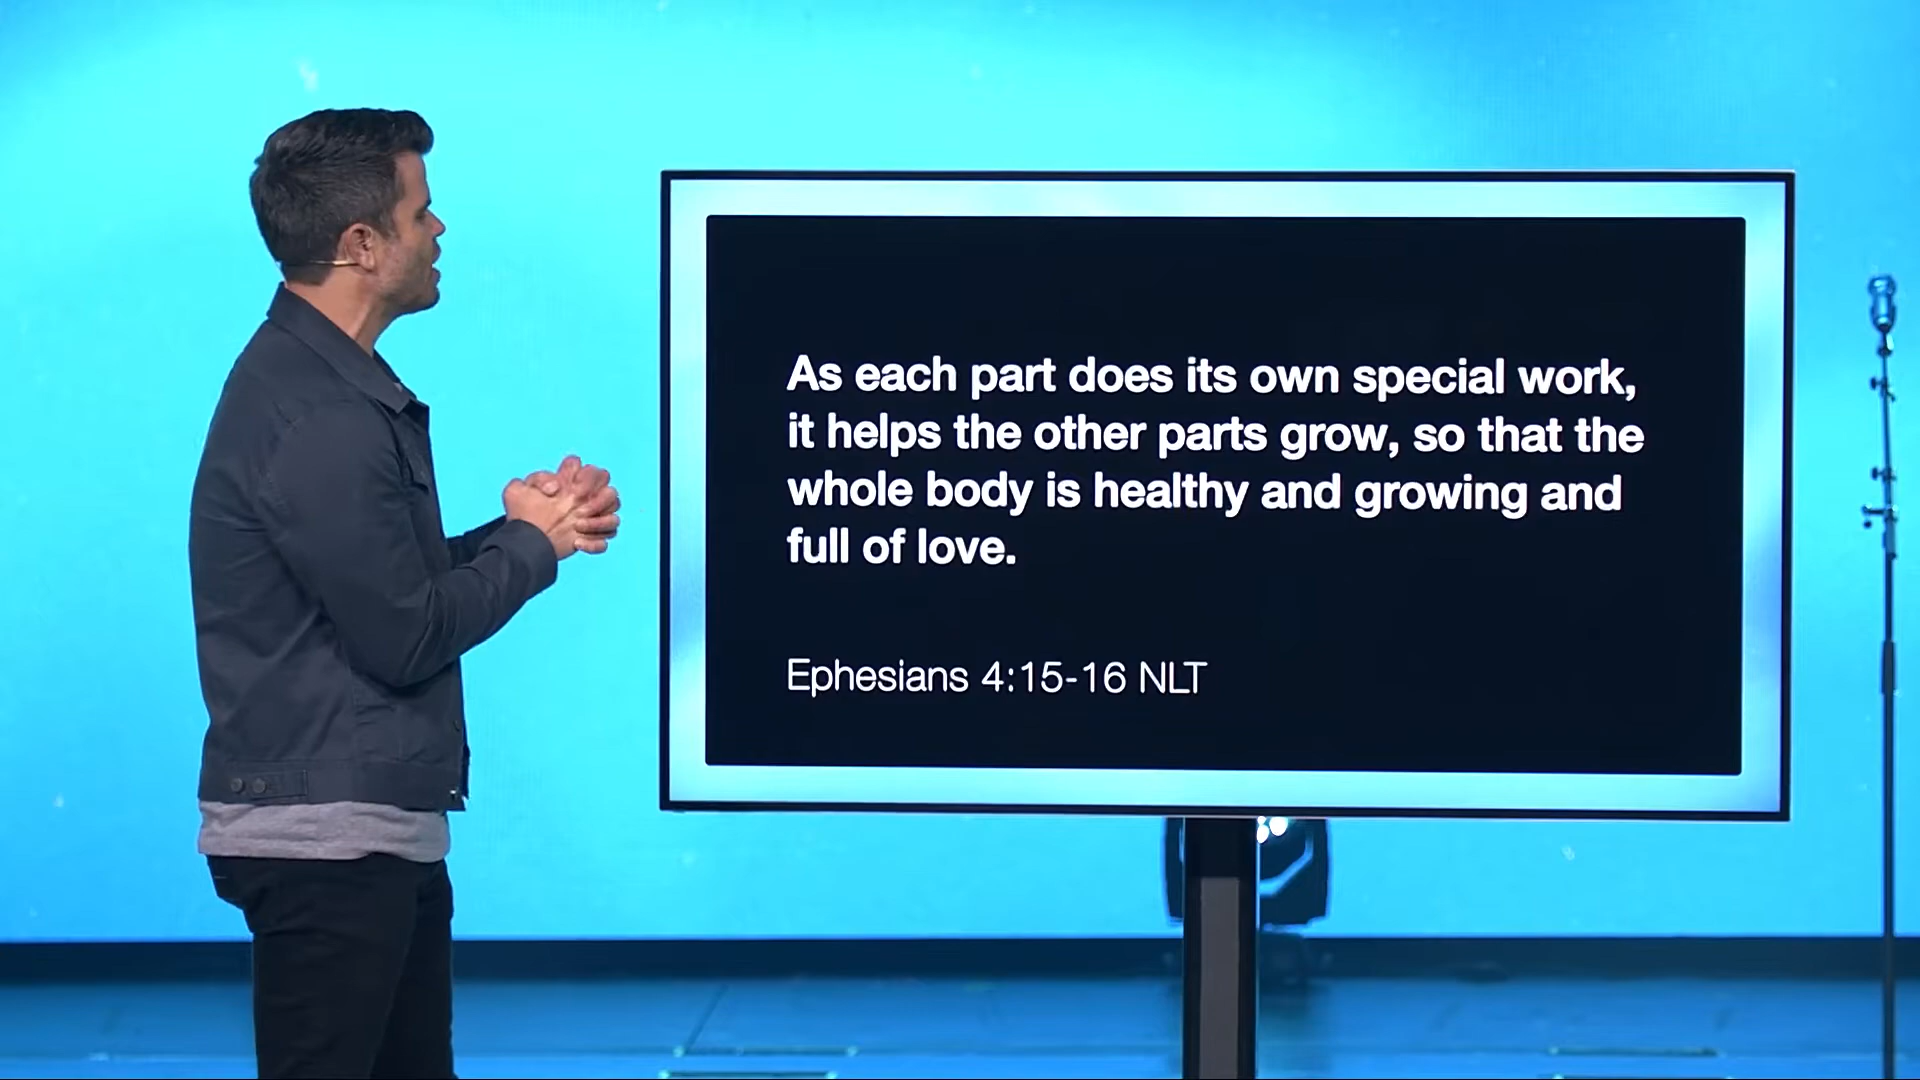 As each part does its own special work,
it helps the other parts grow, so that the
whole body is healthy and growing and
full of love.
Ephesians 4:15-16 NLT